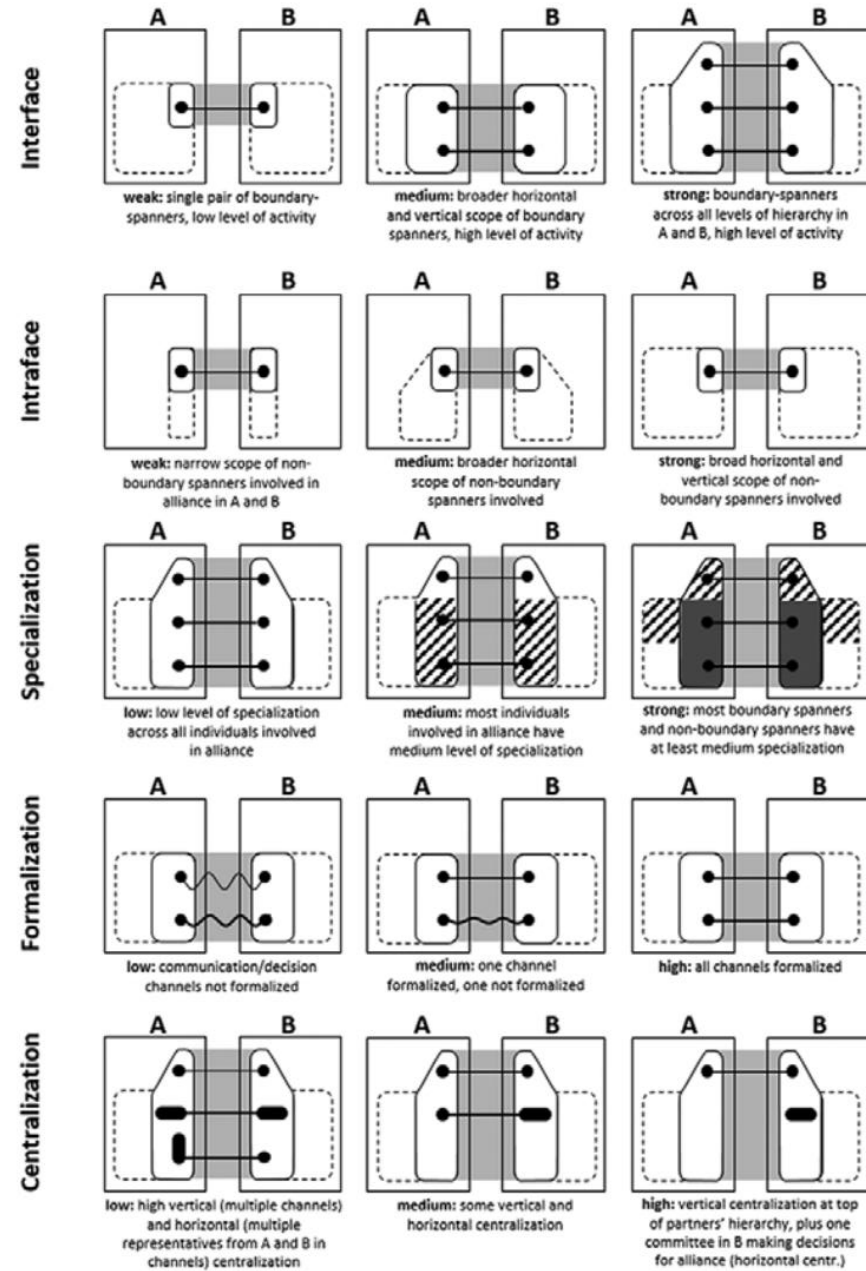 A B A B A B
Interface
weak: single pair of boundary-
spanners, low level of activity
medium: broader horizontal
and vertical scope of boundary
spanners, high level of activity
strong: boundary-spanners
across all levels of hierarchy in
A and B, high level of activity
A B A B A B
Intraface
weak: narrow scope of non-
boundary spanners involved in
alliance in A and B
medium: broader horizontal
scope of non-boundary
spanners involved
strong: broad horizontal and
vertical scope of non-
boundary spanners involved
A B A B A B
Specialization
low: low level of specialization
across all individuals involved
in alliance
medium: most individuals
involved in alliance have
medium level of specialization
strong: most boundary spanners
and non-boundary spanners have
at least medium specialization
A B A B A B
Formalization
low: communication/decision
channels not formalized
medium: one channel
formalized, one not formalized
high: all channels formalized
A B A B A B
Centralization
low: high vertical (multiple channels)
and horizontal (multiple
representatives from A and B in
channels) centralization
medium: some vertical and
horizontal centralization
high: vertical centralization at top
of partners' hierarchy, plus one
committee in B making decisions
for alliance (horizontal centr.)